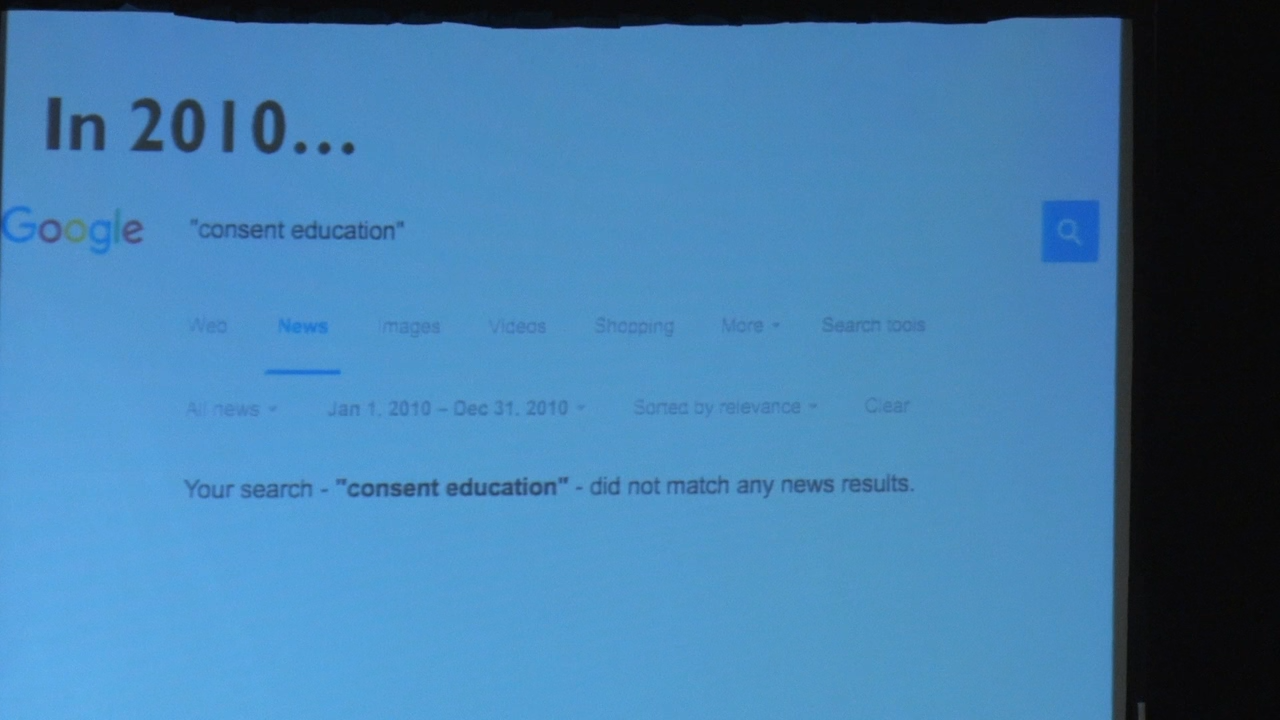 In 2010...
Google "consent education"
Web News Images Videos Shopping More Search tools
All news Jan 1, 2010 – Dec 31, 2010 Sorted by relevance Clear
Your search - "consent education" - did not match any news results.